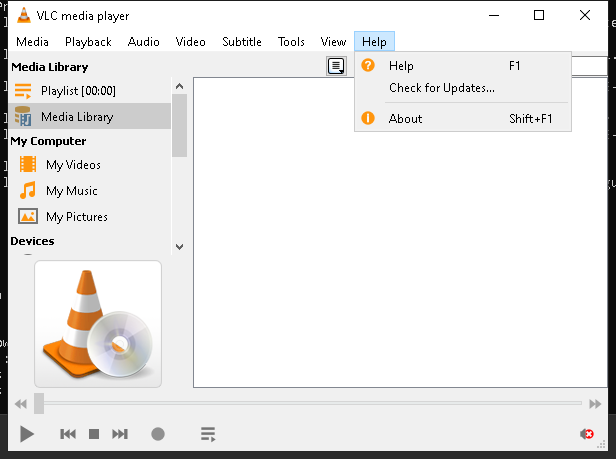 VLC media player
Media Playback Audio Video Subtitle Tools View Help
Media Library
Playlist [00:00]
Media Library
My Computer
My Videos
My Music
My Pictures
Devices
Help F1
Check for Updates...
About Shift+F1